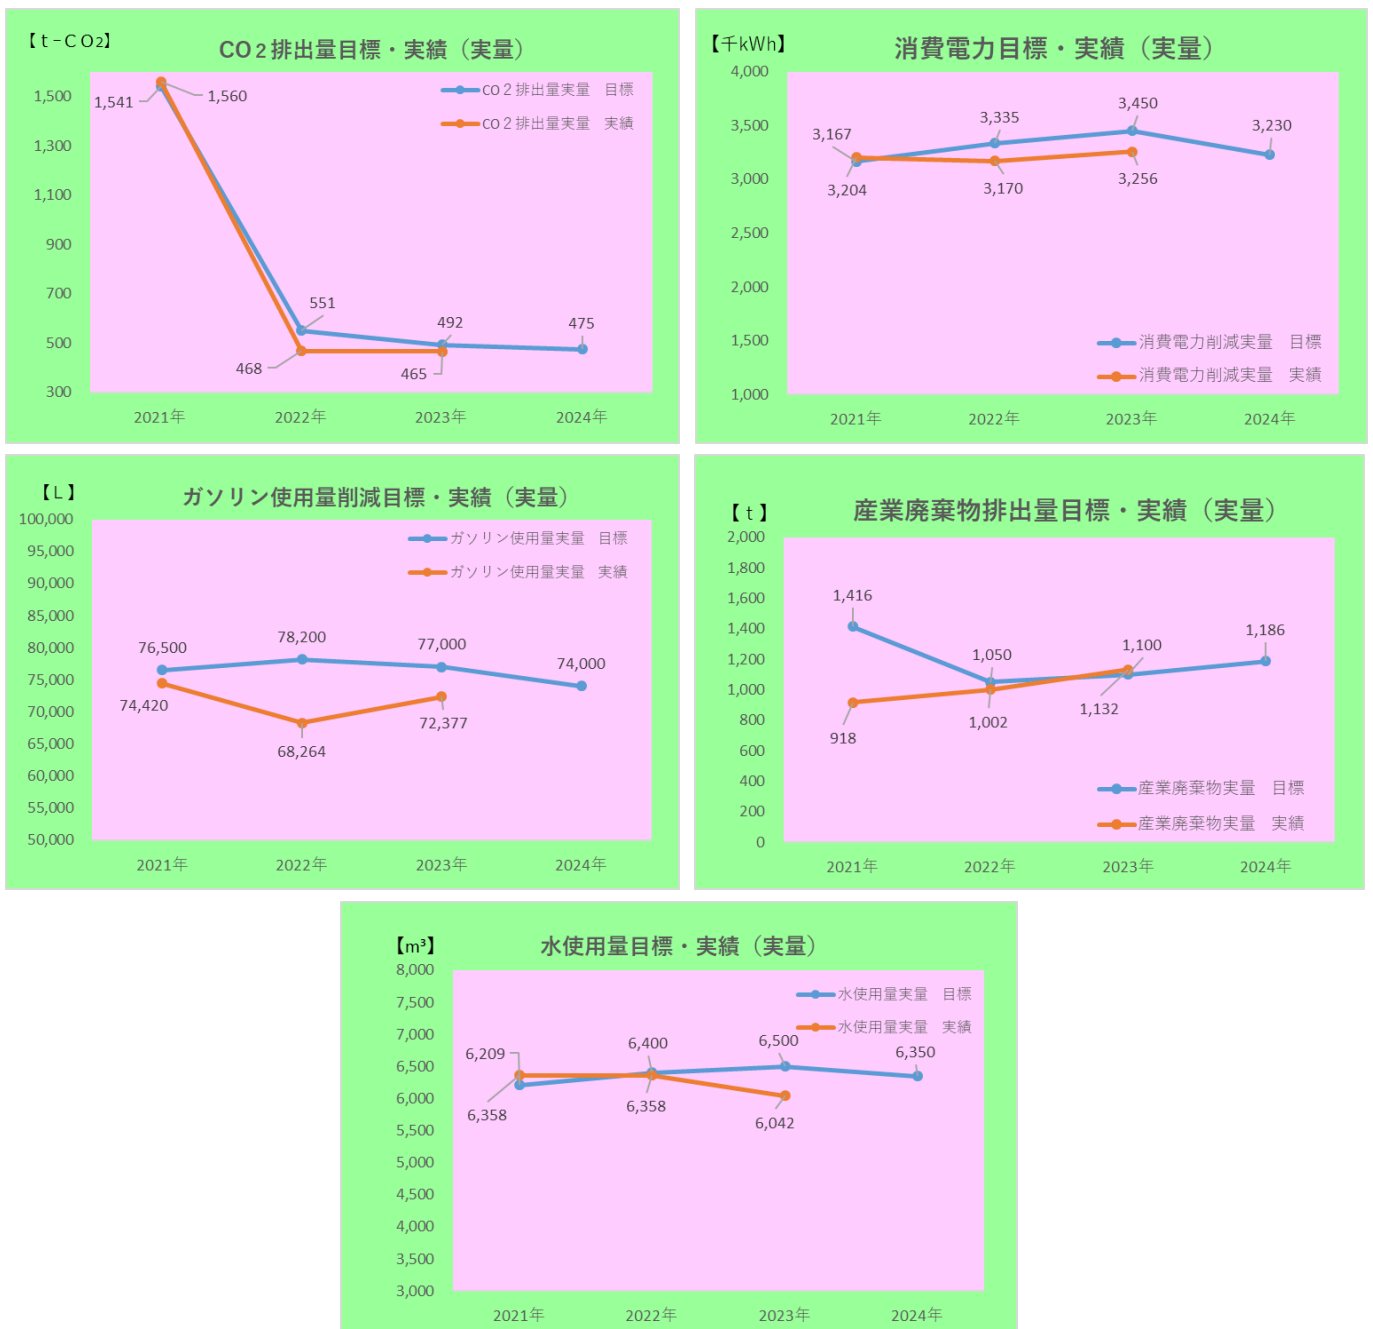 【ｔ-ＣＯ2】
CO２排出量目標・実績（実量）
CO２排出量実量　目標
CO２排出量実量　実績
1,500
1,300
1,100
900
700
500
300
1,541
1,560
551
468
492
465
475
2021年
2022年
2023年
2024年
【千kWh】
消費電力目標・実績（実量）
4,000
3,500
3,000
2,500
2,000
1,500
1,000
3,167
3,204
3,335
3,170
3,450
3,256
3,230
消費電力削減実量　目標
消費電力削減実量　実績
2021年
2022年
2023年
2024年
【Ｌ】
ガソリン使用量削減目標・実績（実量）
ガソリン使用量実量　目標
ガソリン使用量実量　実績
100,000
95,000
90,000
85,000
80,000
75,000
70,000
65,000
60,000
55,000
50,000
76,500
74,420
78,200
68,264
77,000
72,377
74,000
2021年
2022年
2023年
2024年
【ｔ】
産業廃棄物排出量目標・実績（実量）
2,000
1,800
1,600
1,400
1,200
1,000
800
600
400
200
0
1,416
918
1,050
1,002
1,100
1,132
1,186
産業廃棄物実量　目標
産業廃棄物実量　実績
2021年
2022年
2023年
2024年
【m³】
水使用量目標・実績（実量）
水使用量実量　目標
水使用量実量　実績
8,000
7,500
7,000
6,500
6,000
5,500
5,000
4,500
4,000
3,500
3,000
6,209
6,358
6,400
6,358
6,500
6,042
6,350
2021年
2022年
2023年
2024年